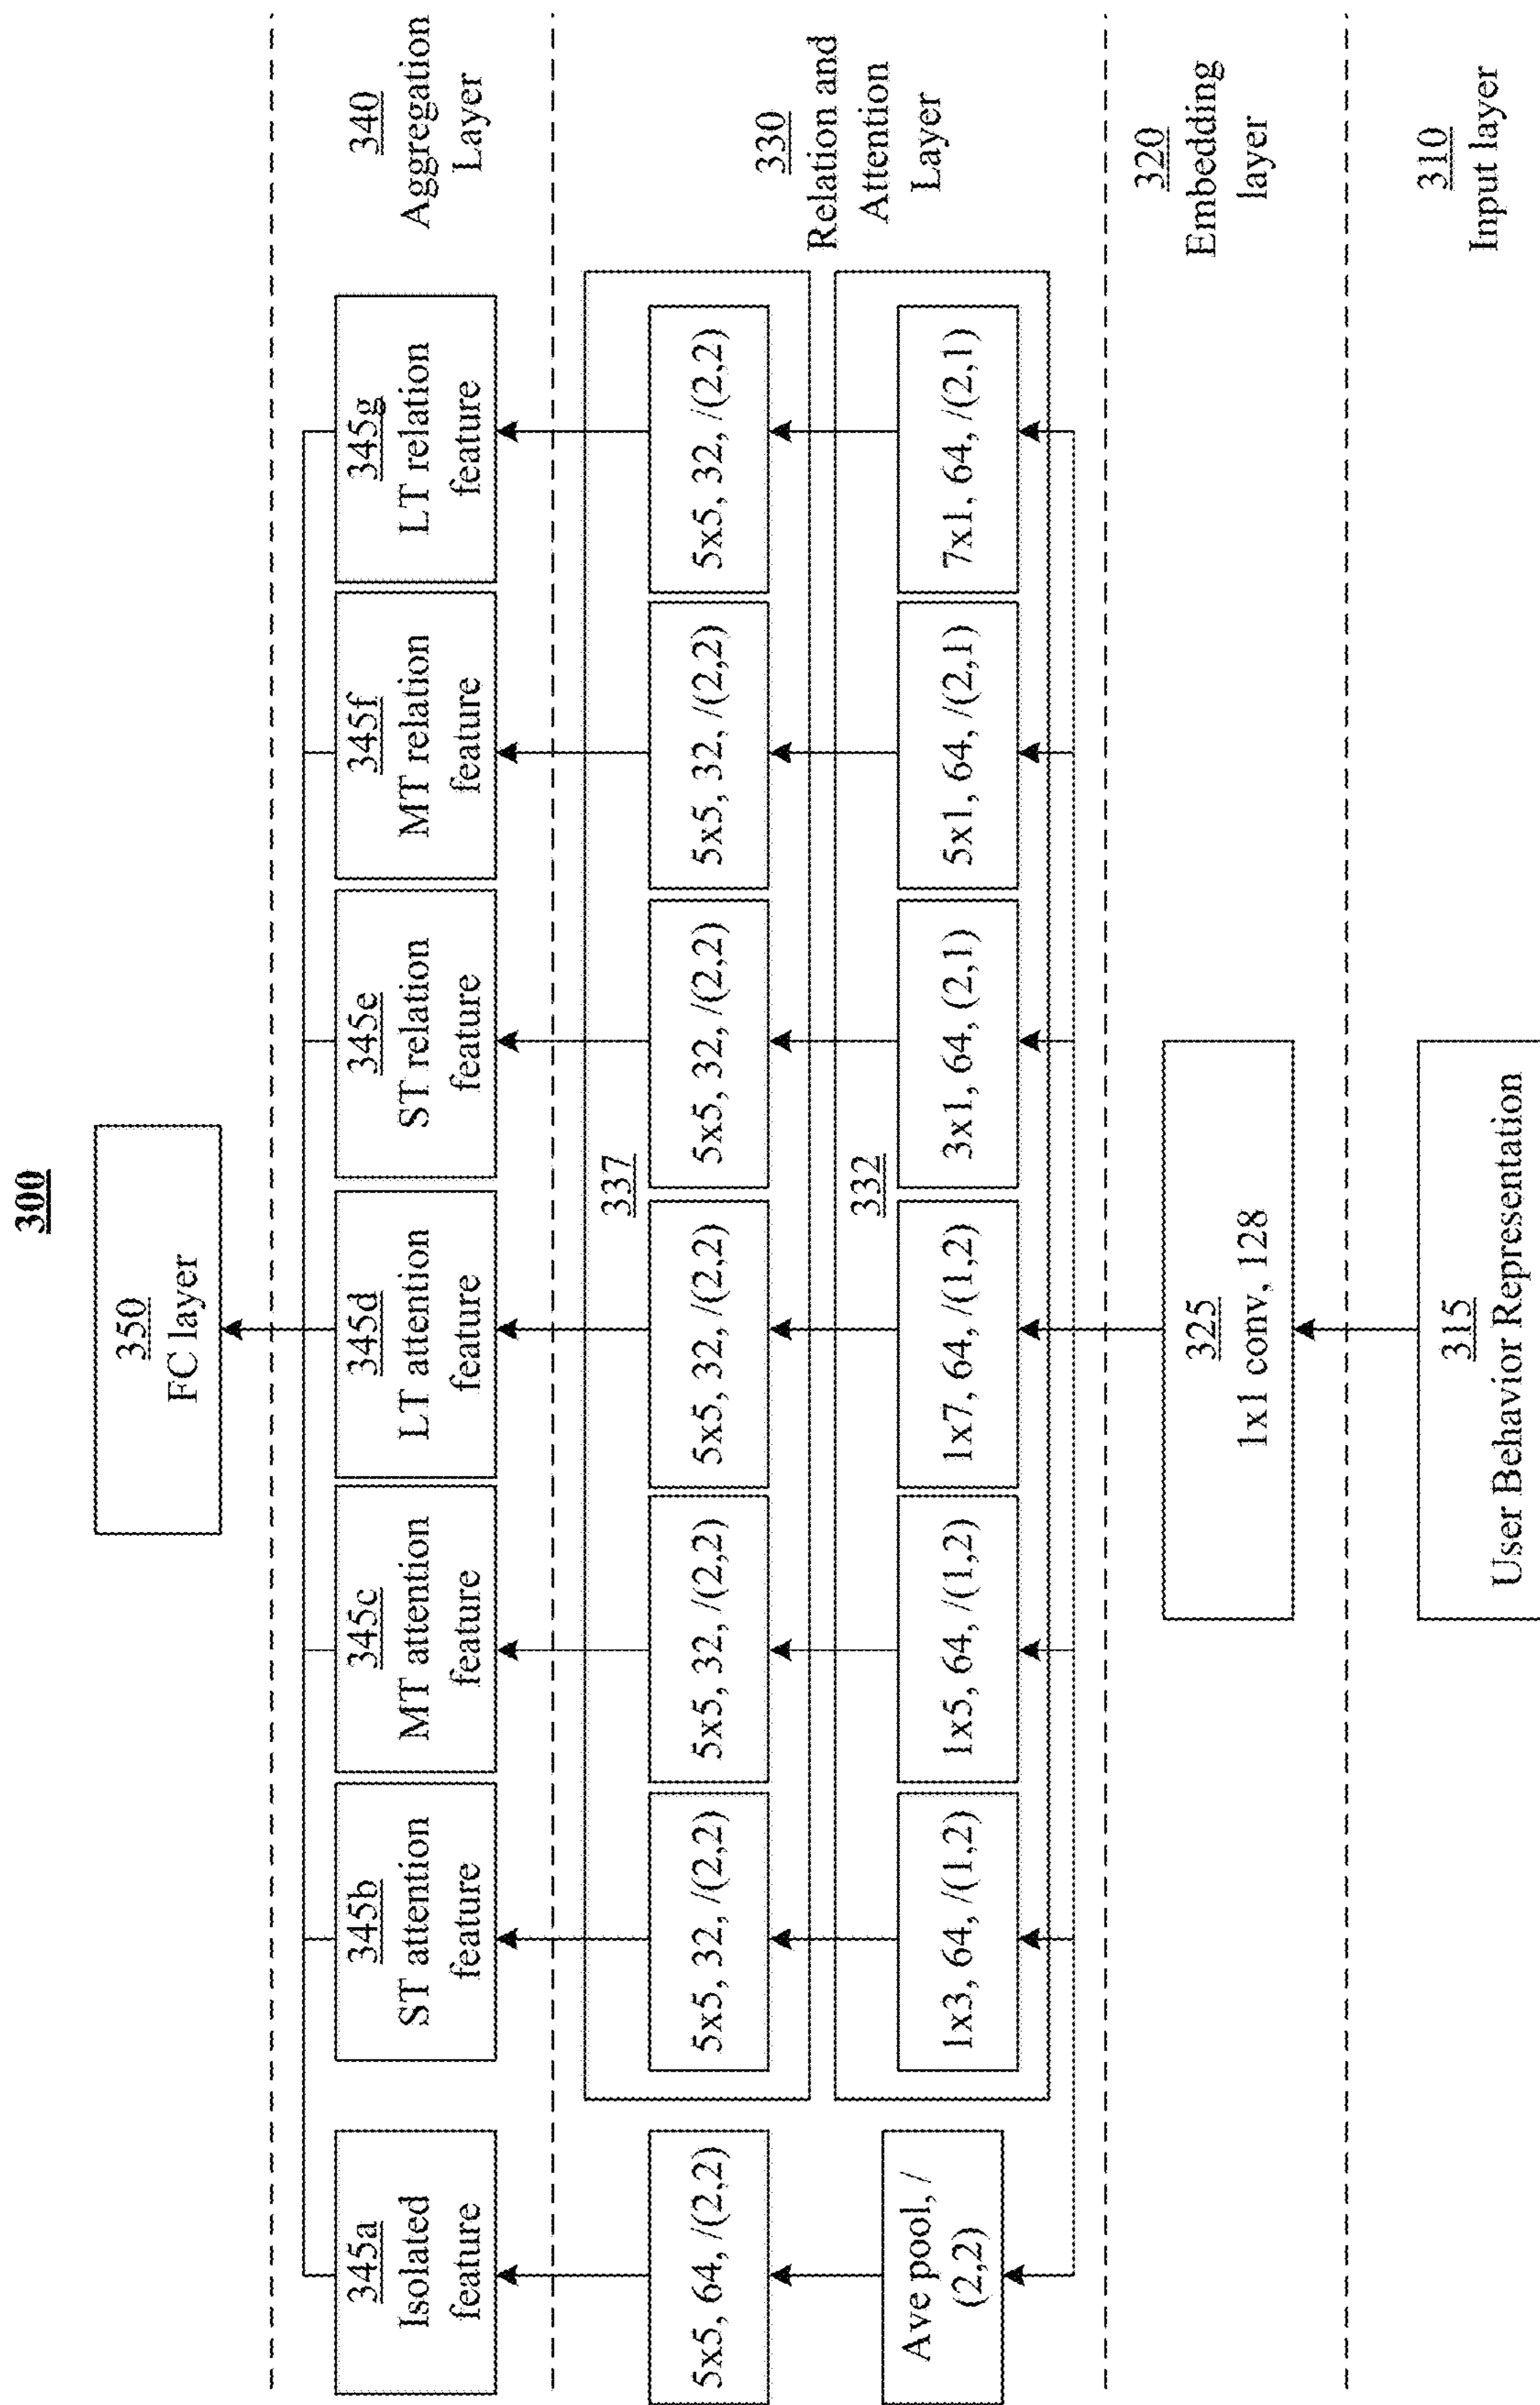 300
350
FC layer
340
Aggregation
Layer
345a
Isolated
feature
345b
ST attention
feature
345c
MT attention
feature
345d
LT attention
feature
345e
ST relation
feature
345f
MT relation
feature
345g
LT relation
feature
330
Relation and
Attention
Layer
337
5x5, 64, /(2,2)
5x5, 32, /(2,2)
5x5, 32, /(2,2)
5x5, 32, /(2,2)
5x5, 32, /(2,2)
5x5, 32, /(2,2)
5x5, 32, /(2,2)
332
Ave pool, /
(2,2)
1x3, 64, /(1,2)
1x5, 64, /(1,2)
1x7, 64, /(1,2)
3x1, 64, (2,1)
5x1, 64, /(2,1)
7x1, 64, /(2,1)
320
Embedding
layer
325
1x1 conv, 128
310
Input layer
315
User Behavior Representation